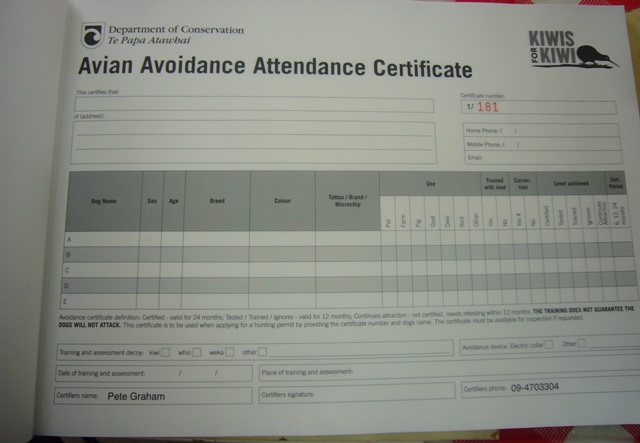 Department of Conservation
Te Papa Atawhai
KIWIS FOR KIWI
Avian Avoidance Attendance Certificate
This certifies that:
Certificate number:
1/ 181
of (address):
Home Phone: ( )
Mobile Phone: ( )
Email:
Dog Name Sex Age Breed Colour Tattoo / Brand / Microchip Use Trained with lead Correction Level achieved Cert. Period
Pet Farm Pig Goat Deer Bird Other Yes No Yes # No Certified Tested Trained Ignores Continues Attraction 6, 12, 24 months
A
B
C
D
E
Avoidance certificate definition: Certified - valid for 24 months; Tested / Trained / Ignores - valid for 12 months; Continues attraction - not certified, needs retesting within 12 months. THE TRAINING DOES NOT GUARANTEE THE
DOGS WILL NOT ATTACK. This certificate is to be used when applying for a hunting permit by providing the certificate number and dogs name. The certificate must be available for inspection if requested.
Training and assessment decoy: kiwi whio weka other
Avoidance device: Electric collar Other
Date of training and assessment: / /
Place of training and assessment:
Certifiers name: Pete Graham
Certifiers signature:
Certifiers phone: 09-4703304